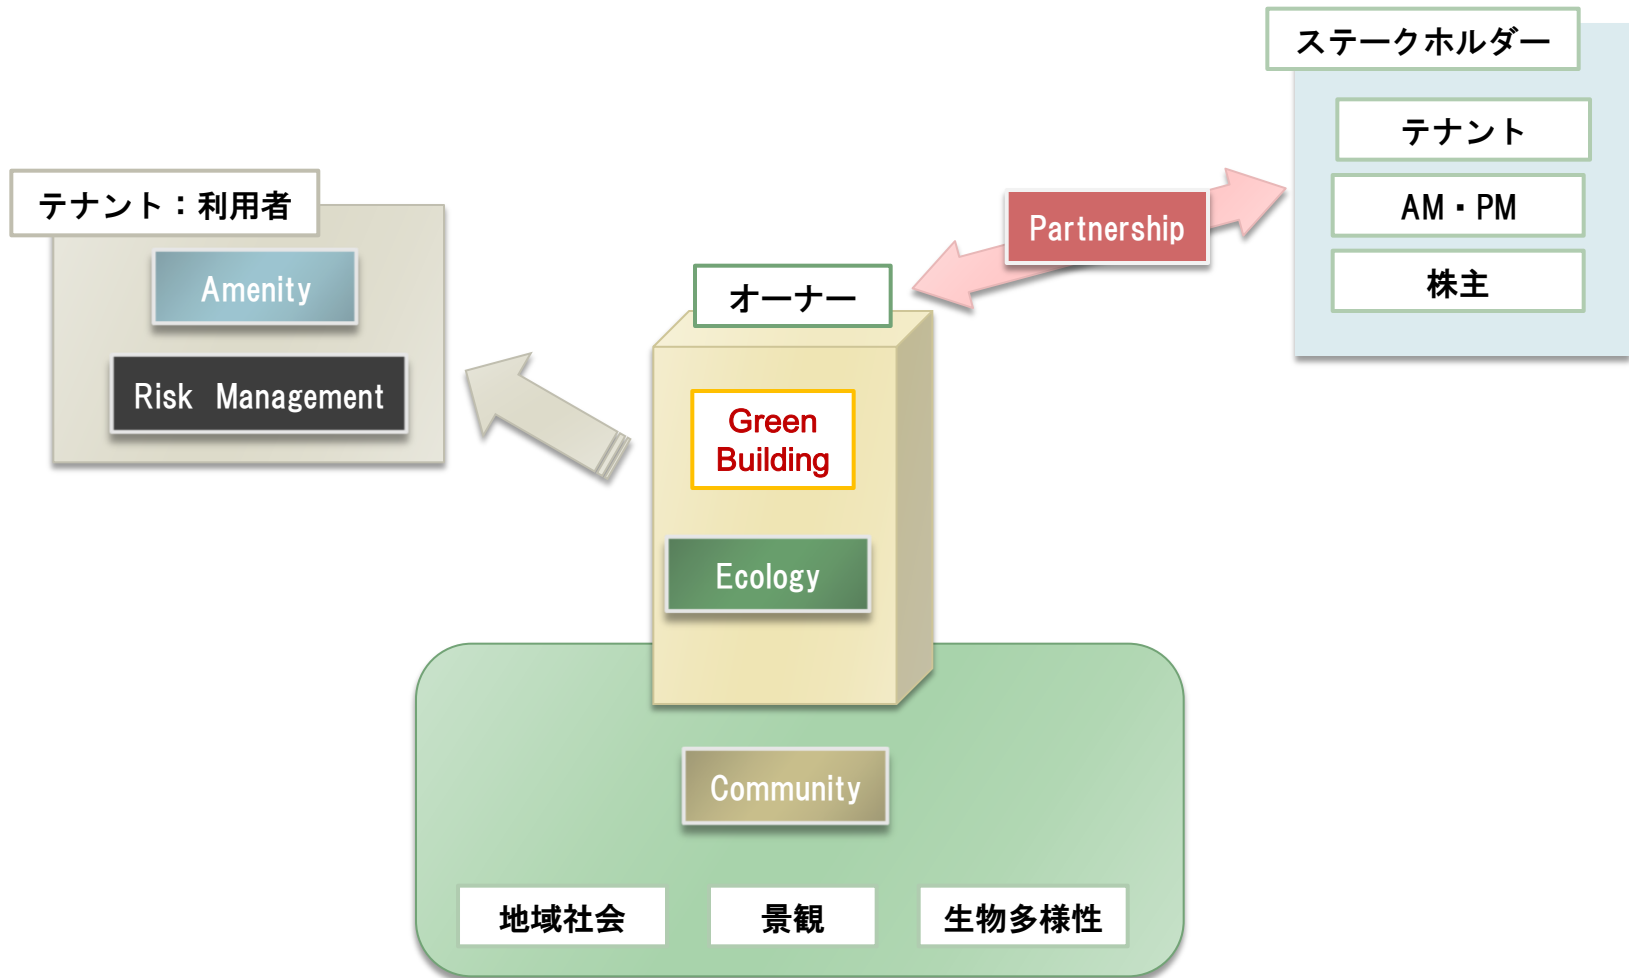 ステークホルダー
テナント
AM・PM
株主
Partnership
テナント：利用者
Amenity
Risk Management
オーナー
Green
Building
Ecology
Community
地域社会
景観
生物多様性